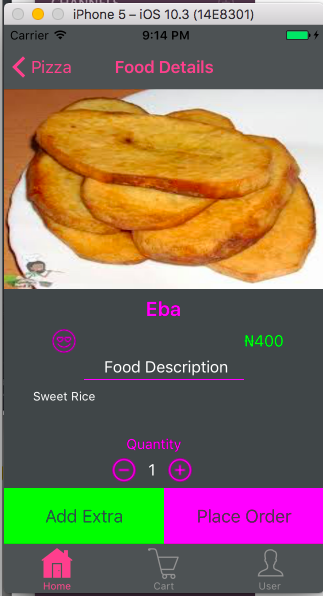 iPhone 5 – iOS 10.3 (14E8301)
Carrier 9:14 PM
Pizza Food Details
Eba
₦400
Food Description
Sweet Rice
Quantity
1
Add Extra Place Order
Home Cart User